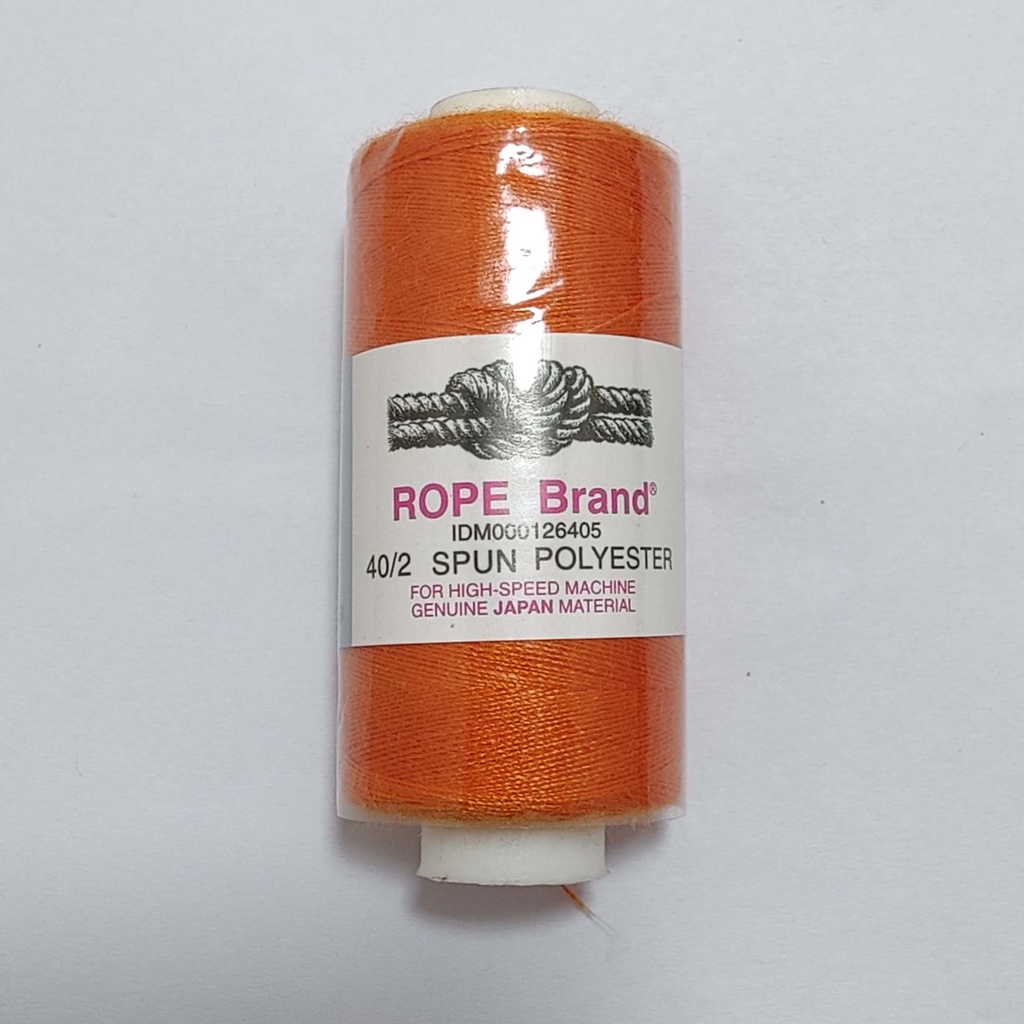 ROPE Brand®
IDM000126405
40/2 SPUN POLYESTER
FOR HIGH-SPEED MACHINE
GENUINE JAPAN MATERIAL